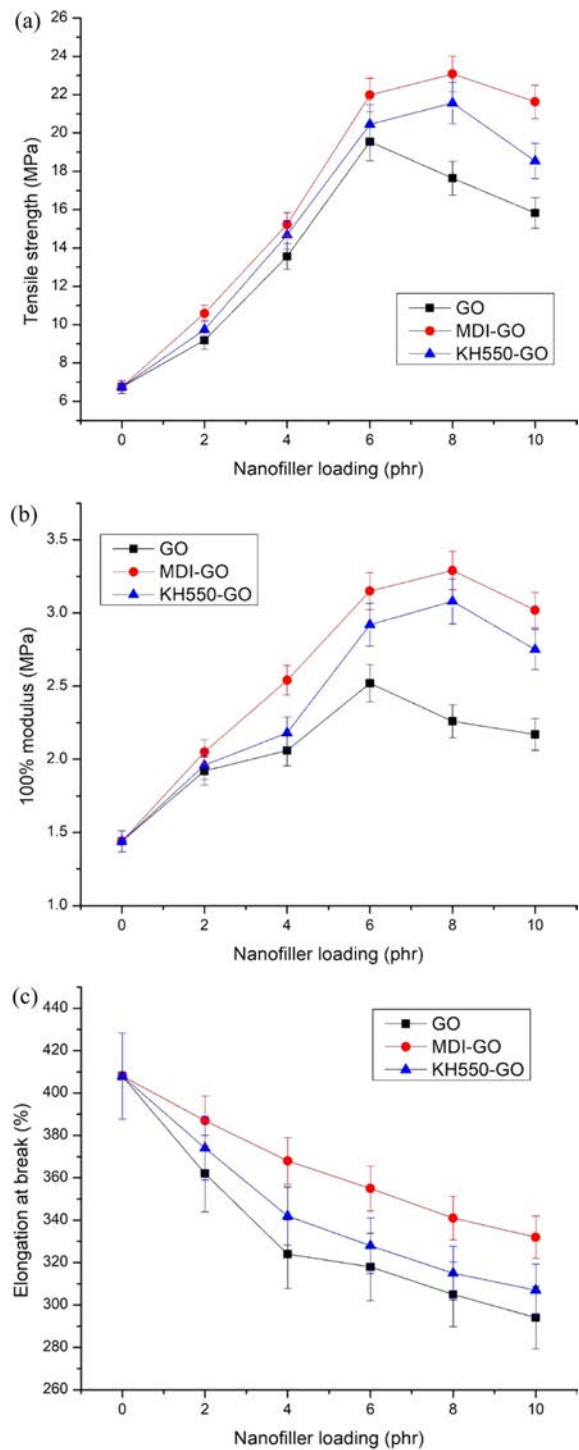 (a)
26
24
22
20
18
16
14
12
10
8
6
Tensile strength (MPa)
GO
MDI-GO
KH550-GO
0 2 4 6 8 10
Nanofiller loading (phr)
(b)
3.5
3.0
2.5
2.0
1.5
1.0
100% modulus (MPa)
GO
MDI-GO
KH550-GO
0 2 4 6 8 10
Nanofiller loading (phr)
(c)
440
420
400
380
360
340
320
300
280
260
Elongation at break (%)
GO
MDI-GO
KH550-GO
0 2 4 6 8 10
Nanofiller loading (phr)